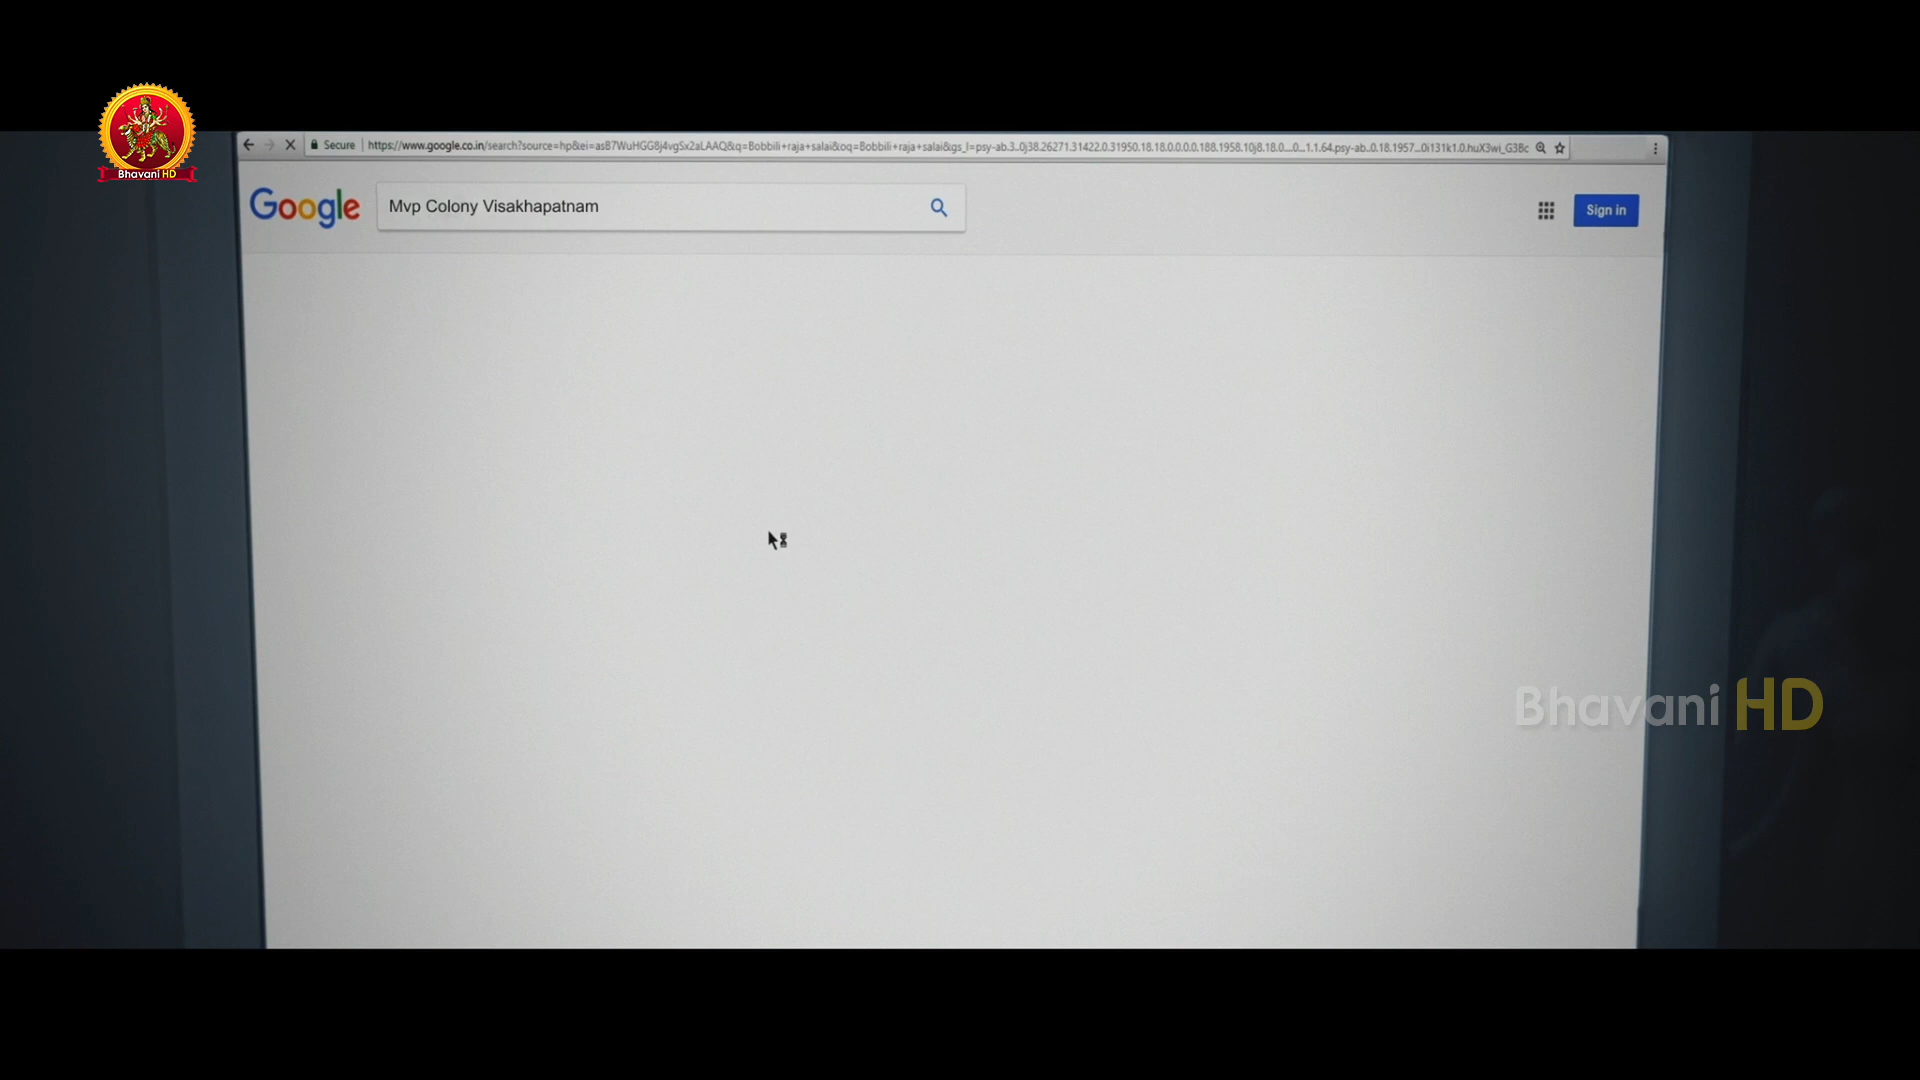 Bhavani HD
Secure
https://www.google.co.in/search?source=hp&ei=asB7WuHGG8j4vgSx2aLAAQ&q=Bobbili+raja+salai&oq=Bobbili+raja+salai&gs_l=psy-ab.3..0j38.26271.31422.0.31950.18.18.0.0.0.0.188.1958.10j8.18.0....0...1.1.64.psy-ab..0.18.1957...0i131k1.0.huX3wi_G3Bc
Google
Mvp Colony Visakhapatnam
Sign in
Bhavani HD